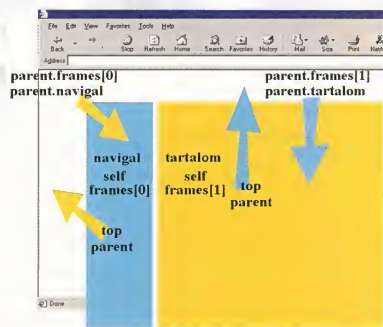 File Edit View Favorites Tools Help
Back Stop Refresh Home Search Favorites History Mail Size Print
Address
parent.frames[0]
parent.navigal
parent.frames[1]
parent.tartalom
navigal
self
frames[0]
tartalom
self
frames[1]
top
parent
top
parent
Done